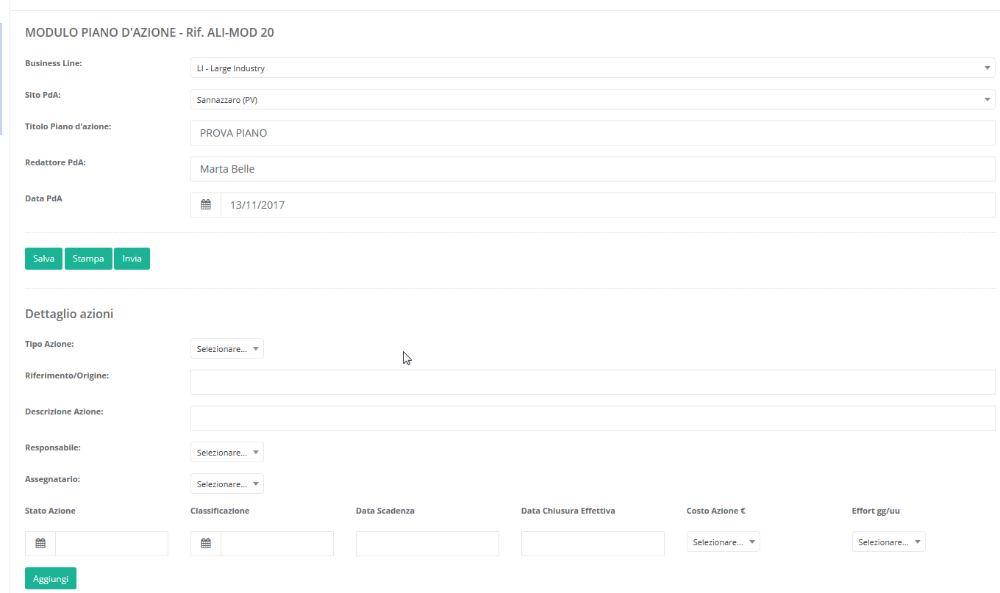 MODULO PIANO D'AZIONE - Rif. ALI-MOD 20
Business Line:
LI - Large Industry
Sito PdA:
Sannazzaro (PV)
Titolo Piano d'azione:
PROVA PIANO
Redattore PdA:
Marta Belle
Data PdA
13/11/2017
Salva Stampa Invia
Dettaglio azioni
Tipo Azione:
Selezionare...
Riferimento/Origine:
Descrizione Azione:
Responsabile:
Selezionare...
Assegnatario:
Selezionare...
Stato Azione Classificazione Data Scadenza Data Chiusura Effettiva Costo Azione € Effort gg/uu
Selezionare... Selezionare...
Aggiungi